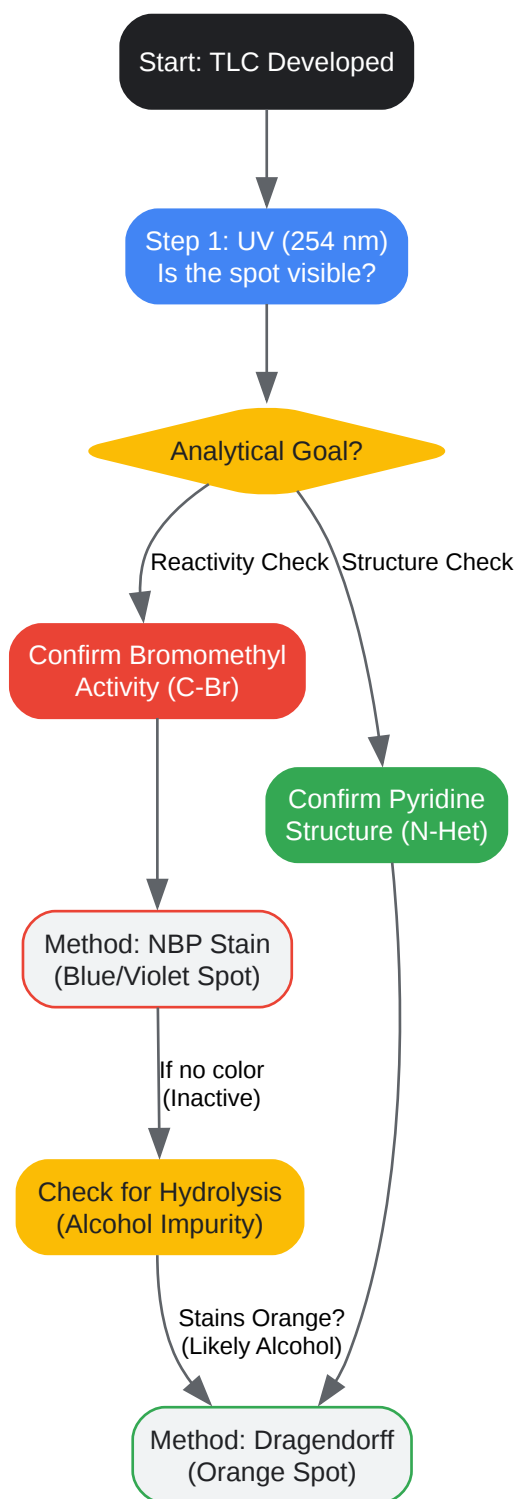 Start: TLC Developed
Step 1: UV (254 nm)
Is the spot visible?
Analytical Goal?
Reactivity Check
Structure Check
Confirm Bromomethyl
Activity (C-Br)
Confirm Pyridine
Structure (N-Het)
Method: NBP Stain
(Blue/Violet Spot)
If no color
(Inactive)
Check for Hydrolysis
(Alcohol Impurity)
Stains Orange?
(Likely Alcohol)
Method: Dragendorff
(Orange Spot)